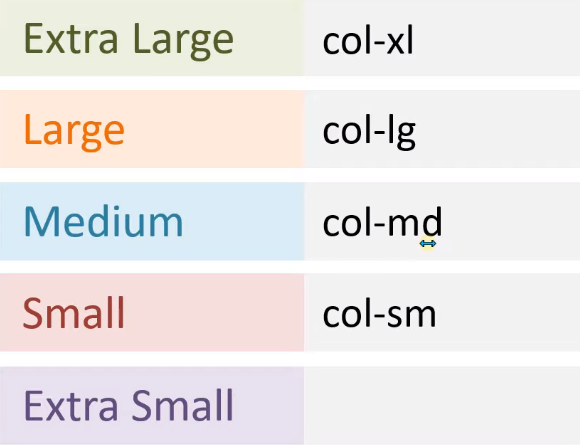 Extra Large col-xl
Large col-lg
Medium col-md
Small col-sm
Extra Small